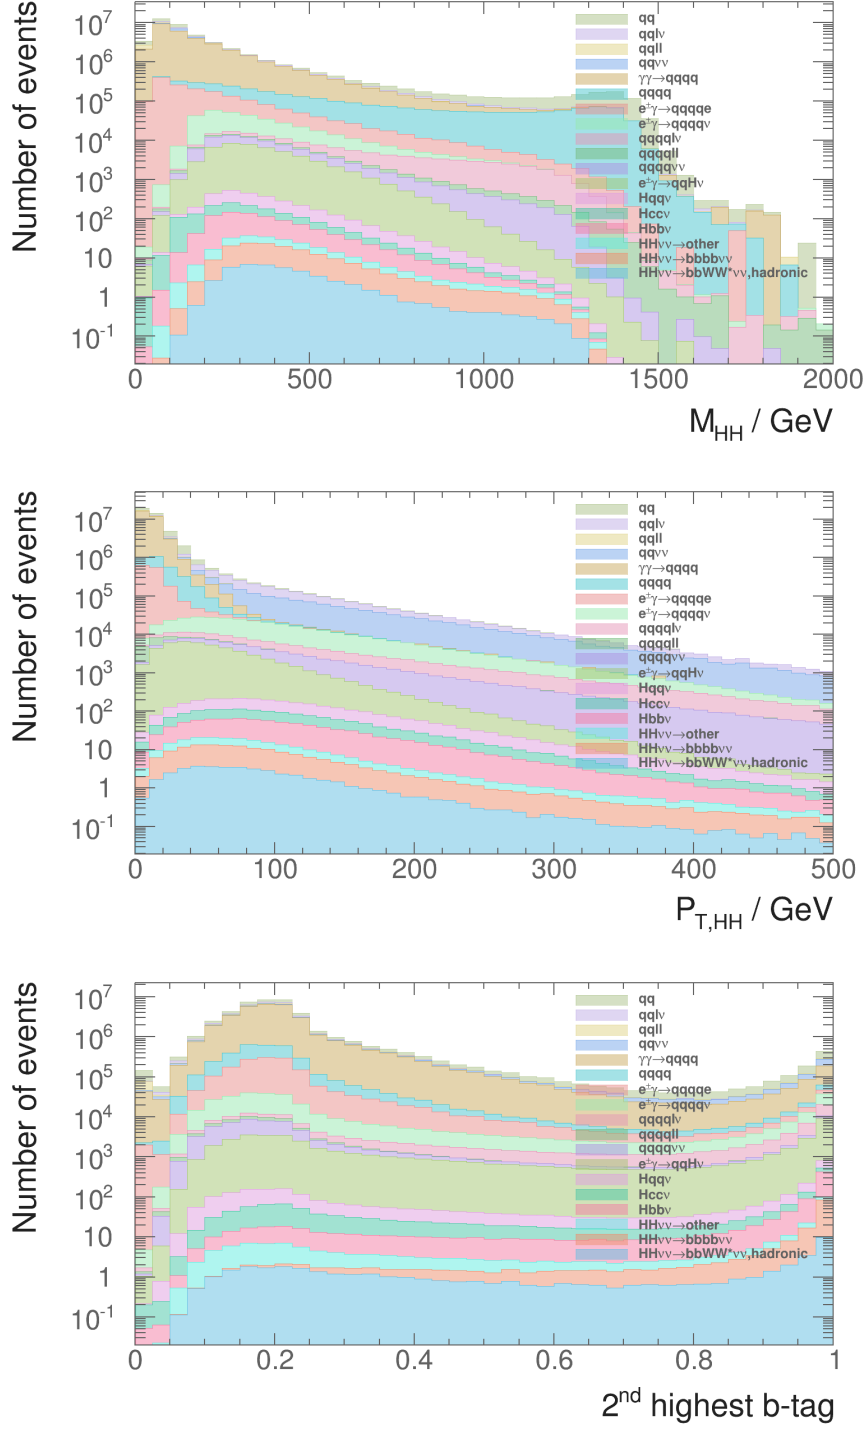 Number of events
10⁷
10⁶
10⁵
10⁴
10³
10²
10
1
10⁻¹
qq
qqlν
qqll
qqνν
γγ→qqqq
qqqq
e±γ→qqqqe
e±γ→qqqqν
qqqqlν
qqqqll
qqqqνν
e±γ→qqHν
Hqqν
Hccν
Hbbν
HHνν→other
HHνν→bbbbνν
HHνν→bbWW*νν,hadronic
0 500 1000 1500 2000
M_HH / GeV
Number of events
10⁷
10⁶
10⁵
10⁴
10³
10²
10
1
10⁻¹
qq
qqlν
qqll
qqνν
γγ→qqqq
qqqq
e±γ→qqqqe
e±γ→qqqqν
qqqqlν
qqqqll
qqqqνν
e±γ→qqHν
Hqqν
Hccν
Hbbν
HHνν→other
HHνν→bbbbνν
HHνν→bbWW*νν,hadronic
0 100 200 300 400 500
P_T,HH / GeV
Number of events
10⁷
10⁶
10⁵
10⁴
10³
10²
10
1
10⁻¹
qq
qqlν
qqll
qqνν
γγ→qqqq
qqqq
e±γ→qqqqe
e±γ→qqqqν
qqqqlν
qqqqll
qqqqνν
e±γ→qqHν
Hqqν
Hccν
Hbbν
HHνν→other
HHνν→bbbbνν
HHνν→bbWW*νν,hadronic
0 0.2 0.4 0.6 0.8 1
2nd highest b-tag